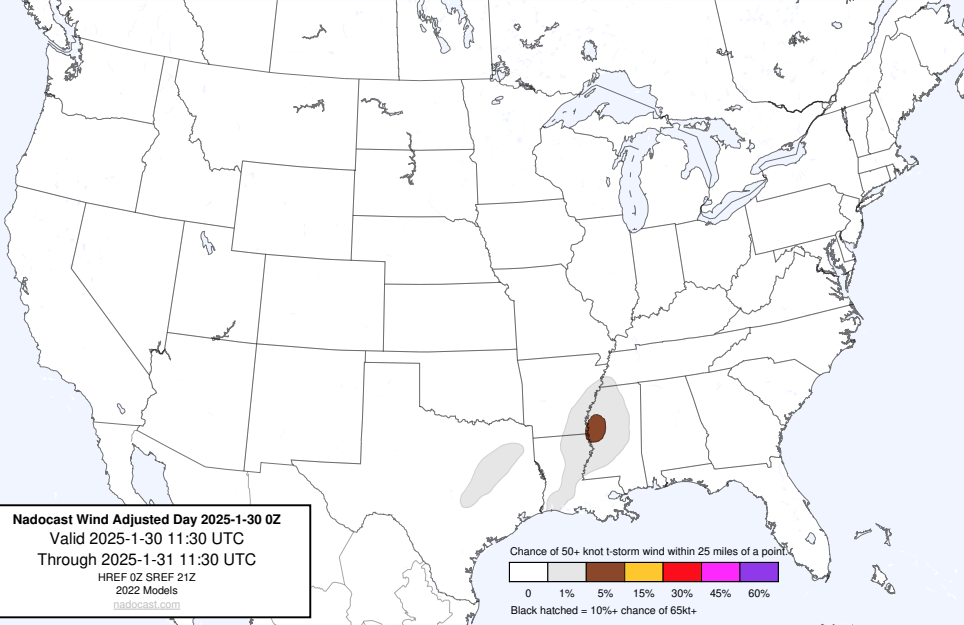 Nadocast Wind Adjusted Day 2025-1-30 0Z
Valid 2025-1-30 11:30 UTC
Through 2025-1-31 11:30 UTC
HREF 0Z SREF 21Z
2022 Models
nadocast.com
Chance of 50+ knot t-storm wind within 25 miles of a point.
0 1% 5% 15% 30% 45% 60%
Black hatched = 10%+ chance of 65kt+